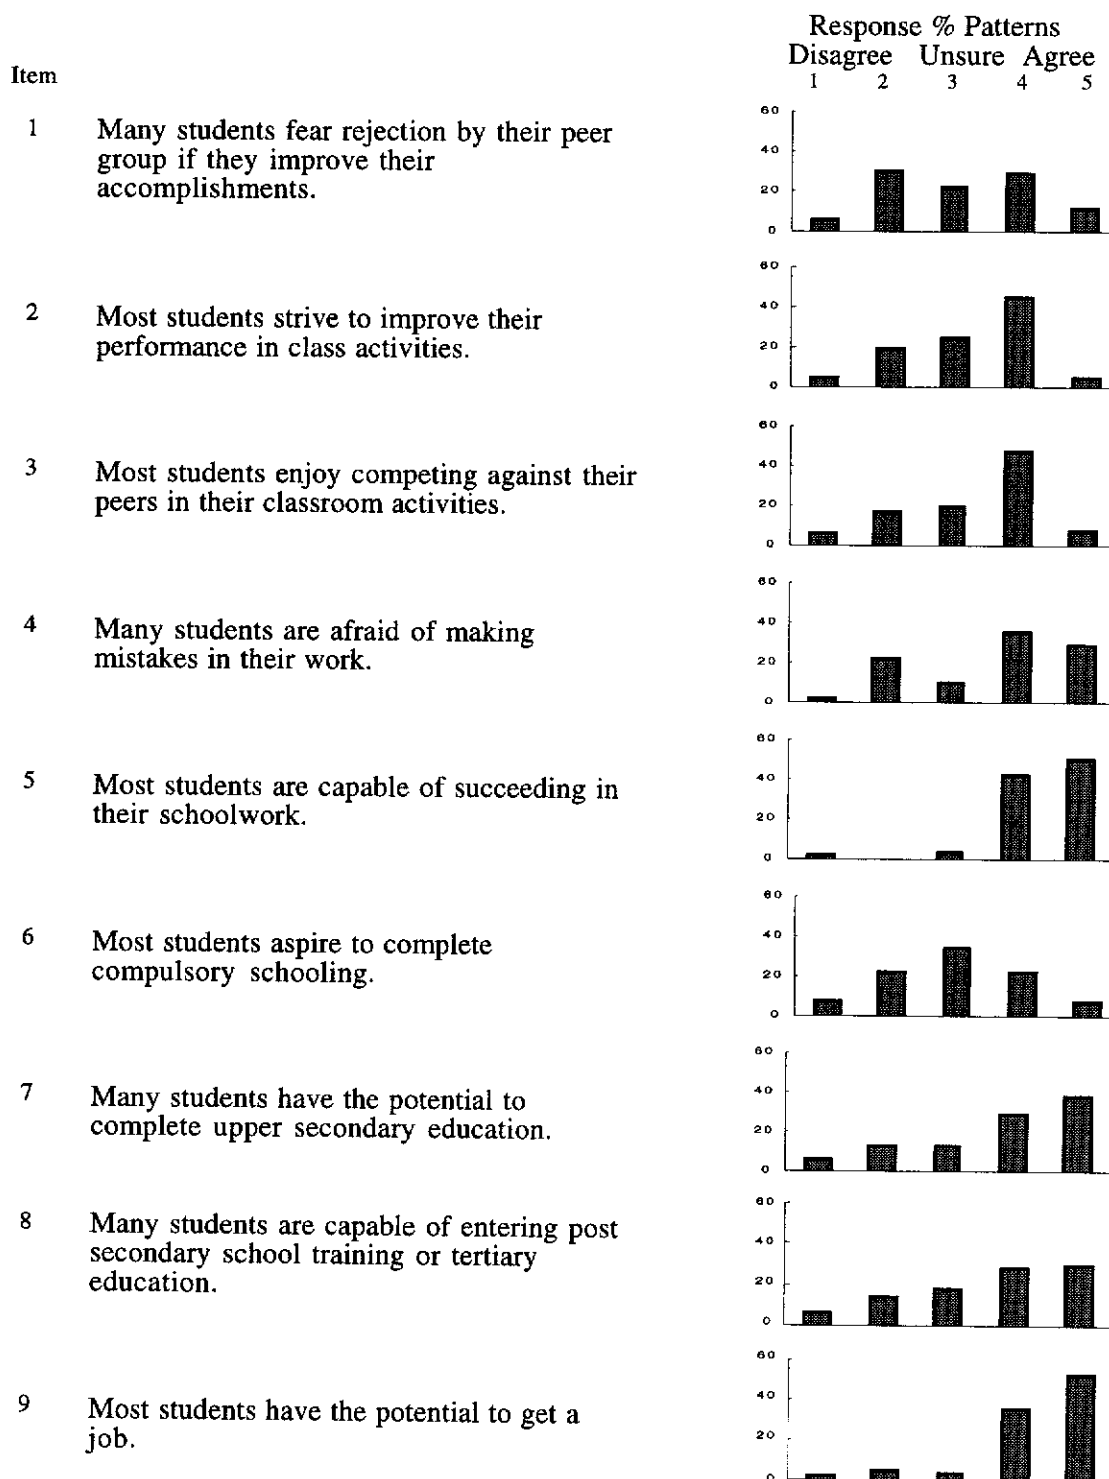 Response % Patterns
Disagree Unsure Agree
Item
1 2 3 4 5
1 Many students fear rejection by their peer
group if they improve their
accomplishments.
60
40
20
0
2 Most students strive to improve their
performance in class activities.
60
40
20
0
3 Most students enjoy competing against their
peers in their classroom activities.
60
40
20
0
4 Many students are afraid of making
mistakes in their work.
60
40
20
0
5 Most students are capable of succeeding in
their schoolwork.
60
40
20
0
6 Most students aspire to complete
compulsory schooling.
60
40
20
0
7 Many students have the potential to
complete upper secondary education.
60
40
20
0
8 Many students are capable of entering post
secondary school training or tertiary
education.
60
40
20
0
9 Most students have the potential to get a
job.
60
40
20
0